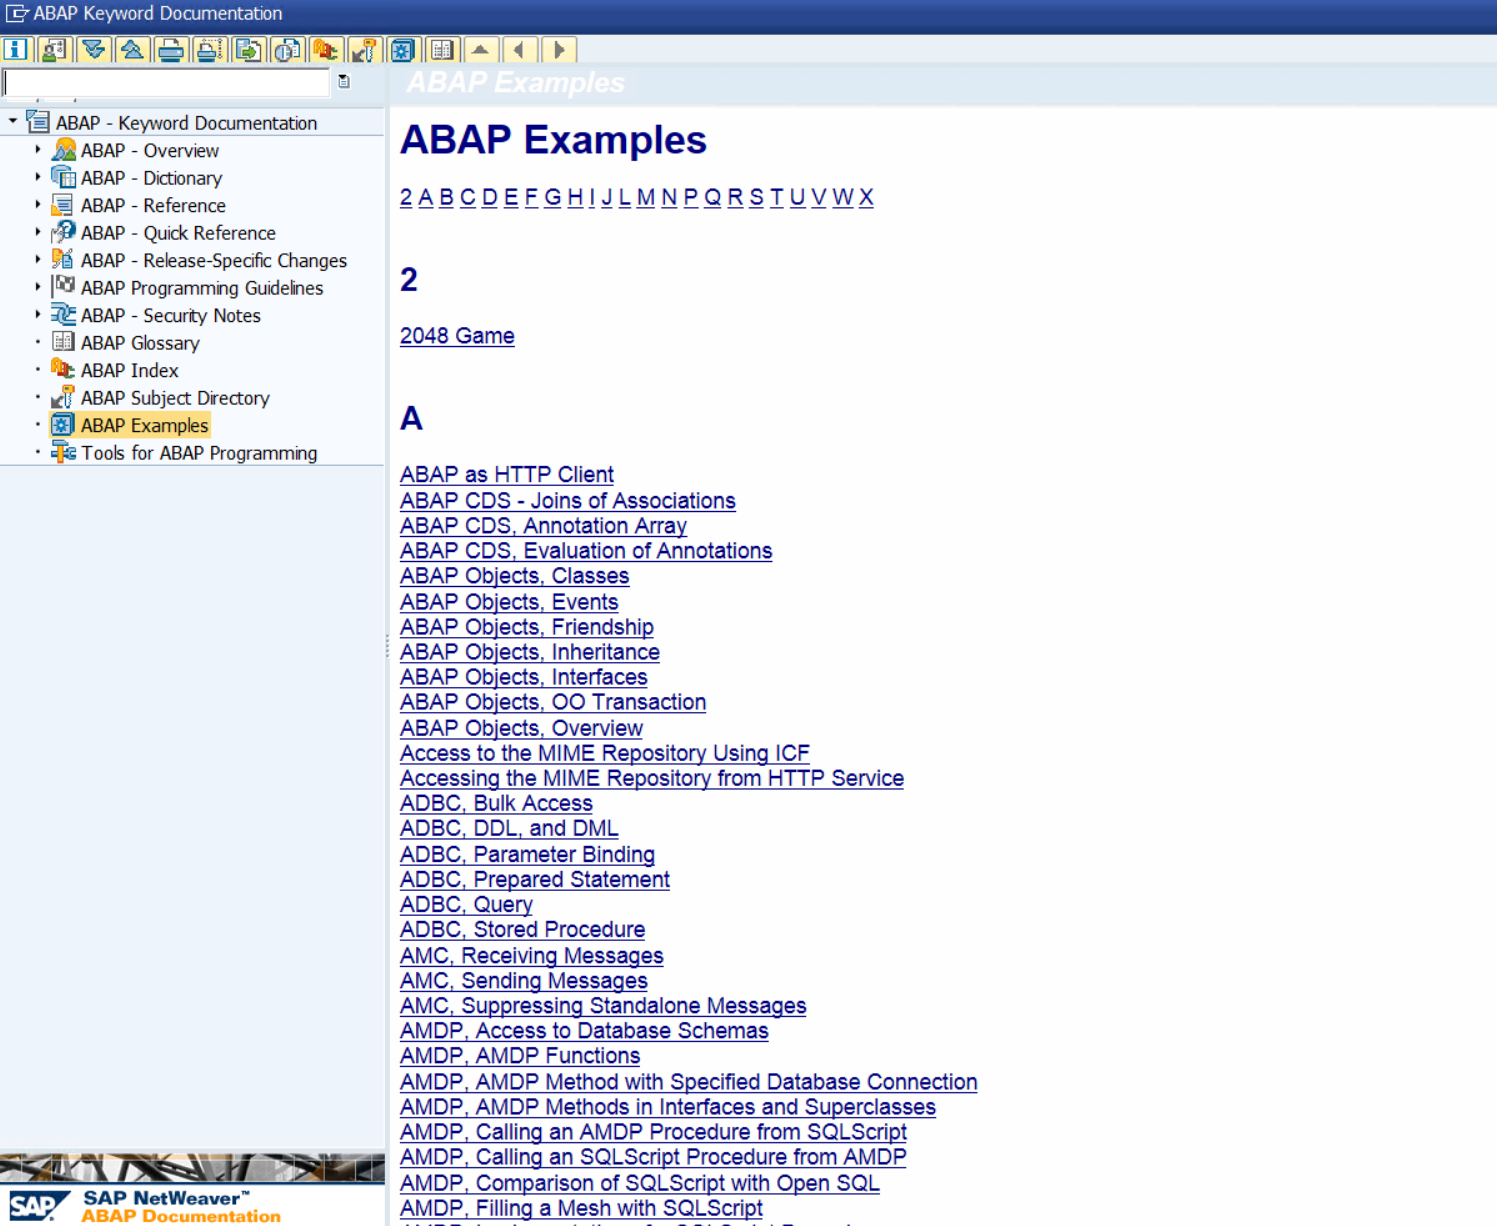 ABAP Keyword Documentation
ABAP Examples
ABAP - Keyword Documentation
ABAP - Overview
ABAP - Dictionary
ABAP - Reference
ABAP - Quick Reference
ABAP - Release-Specific Changes
ABAP Programming Guidelines
ABAP - Security Notes
ABAP Glossary
ABAP Index
ABAP Subject Directory
ABAP Examples
Tools for ABAP Programming
SAP
SAP NetWeaver™
ABAP Documentation
ABAP Examples
2 A B C D E F G H I J L M N P Q R S T U V W X
2
2048 Game
A
ABAP as HTTP Client
ABAP CDS - Joins of Associations
ABAP CDS, Annotation Array
ABAP CDS, Evaluation of Annotations
ABAP Objects, Classes
ABAP Objects, Events
ABAP Objects, Friendship
ABAP Objects, Inheritance
ABAP Objects, Interfaces
ABAP Objects, OO Transaction
ABAP Objects, Overview
Access to the MIME Repository Using ICF
Accessing the MIME Repository from HTTP Service
ADBC, Bulk Access
ADBC, DDL, and DML
ADBC, Parameter Binding
ADBC, Prepared Statement
ADBC, Query
ADBC, Stored Procedure
AMC, Receiving Messages
AMC, Sending Messages
AMC, Suppressing Standalone Messages
AMDP, Access to Database Schemas
AMDP, AMDP Functions
AMDP, AMDP Method with Specified Database Connection
AMDP, AMDP Methods in Interfaces and Superclasses
AMDP, Calling an AMDP Procedure from SQLScript
AMDP, Calling an SQLScript Procedure from AMDP
AMDP, Comparison of SQLScript with Open SQL
AMDP, Filling a Mesh with SQLScript